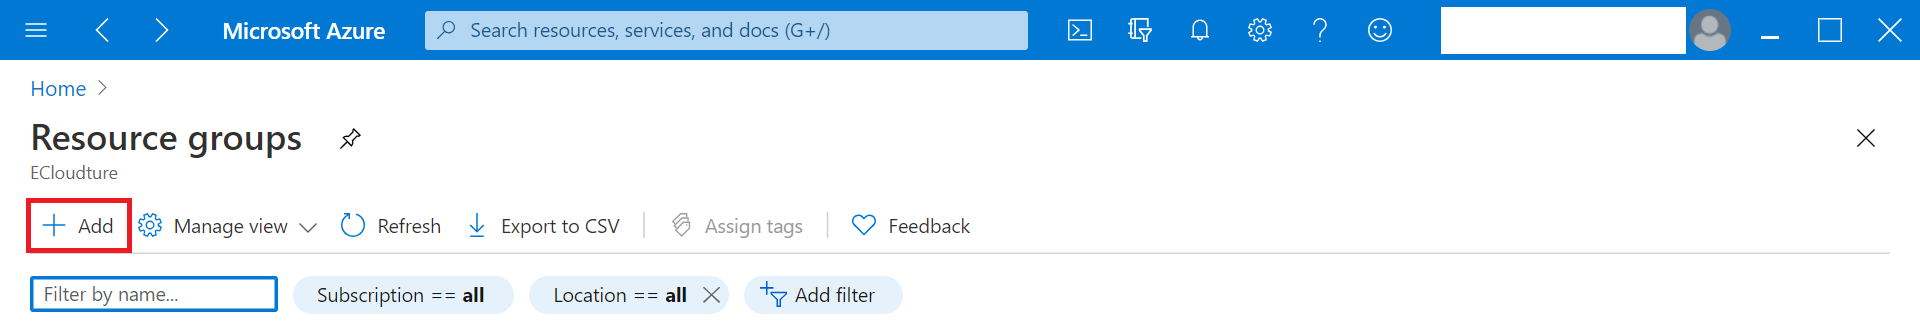 Microsoft Azure
Search resources, services, and docs (G+/)
Home
Resource groups
ECloudture
Add
Manage view
Refresh
Export to CSV
Assign tags
Feedback
Filter by name...
Subscription == all
Location == all
Add filter